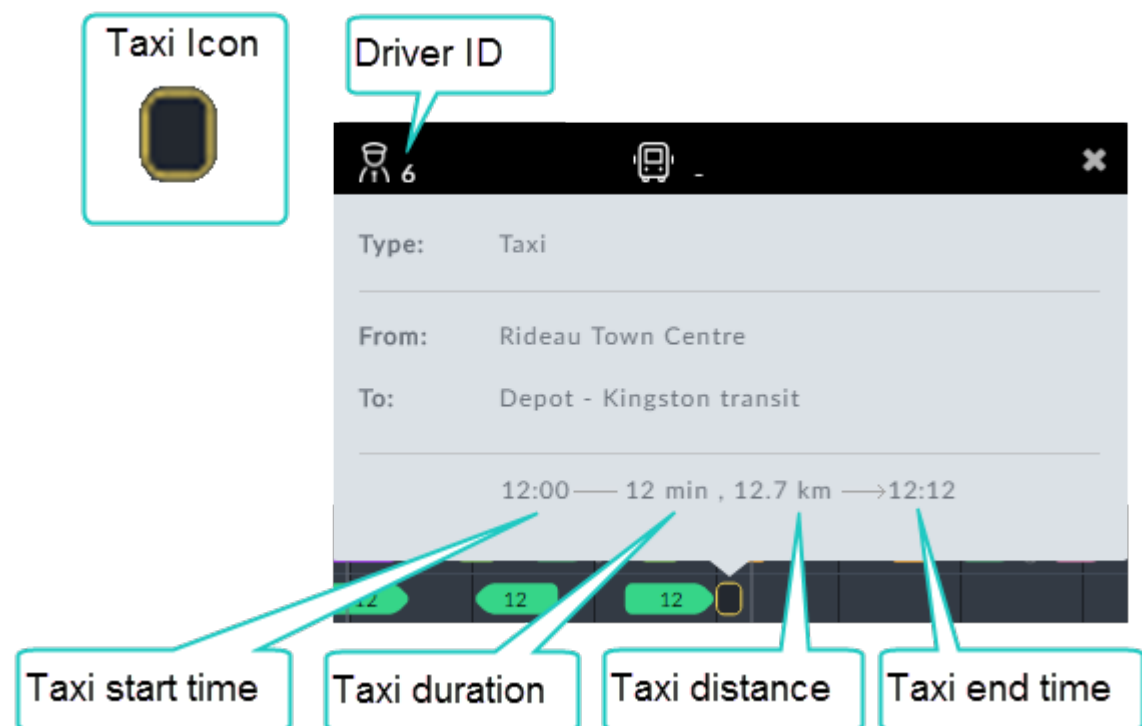 Taxi Icon
Driver ID
6
-
Type: Taxi
From: Rideau Town Centre
To: Depot - Kingston transit
12:00 — 12 min , 12.7 km → 12:12
12 12 12
Taxi start time
Taxi duration
Taxi distance
Taxi end time